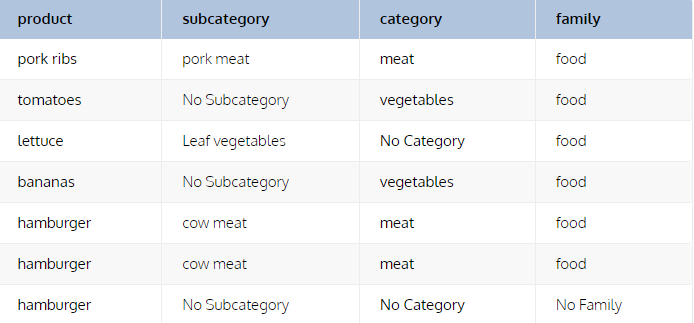 product subcategory category family
pork ribs pork meat meat food
tomatoes No Subcategory vegetables food
lettuce Leaf vegetables No Category food
bananas No Subcategory vegetables food
hamburger cow meat meat food
hamburger cow meat meat food
hamburger No Subcategory No Category No Family